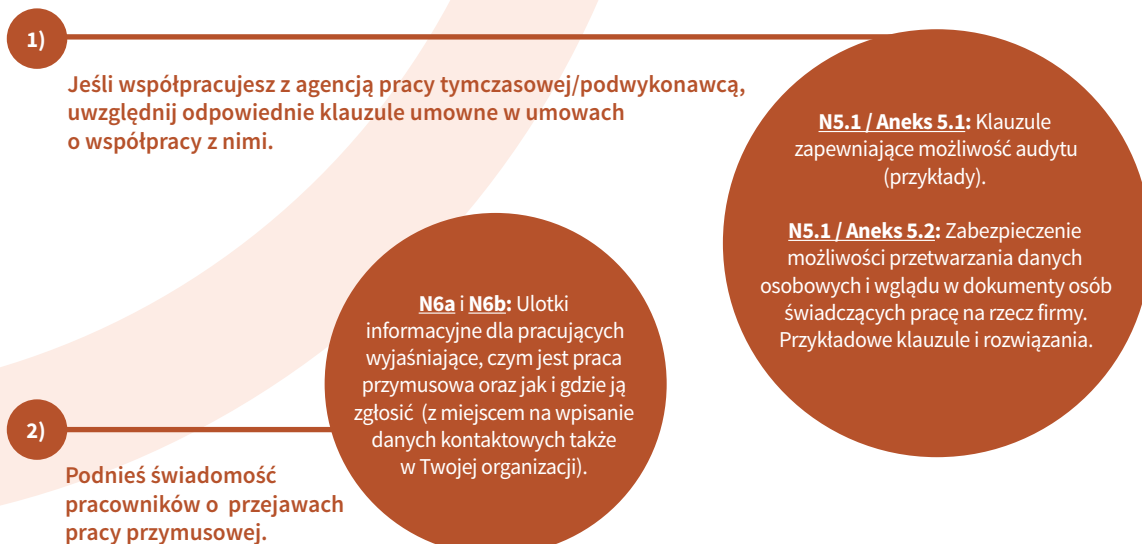 1)
Jeśli współpracujesz z agencją pracy tymczasowej/podwykonawcą,
uwzględnij odpowiednie klauzule umowne w umowach
o współpracy z nimi.
N5.1 / Aneks 5.1: Klauzule
zapewniające możliwość audytu
(przykłady).
N5.1 / Aneks 5.2: Zabezpieczenie
możliwości przetwarzania danych
osobowych i wglądu w dokumenty osób
świadczących pracę na rzecz firmy.
Przykładowe klauzule i rozwiązania.
2)
Podnieś świadomość
pracowników o przejawach
pracy przymusowej.
N6a i N6b: Ulotki
informacyjne dla pracujących
wyjaśniające, czym jest praca
przymusowa oraz jak i gdzie ją
zgłosić (z miejscem na wpisanie
danych kontaktowych także
w Twojej organizacji).